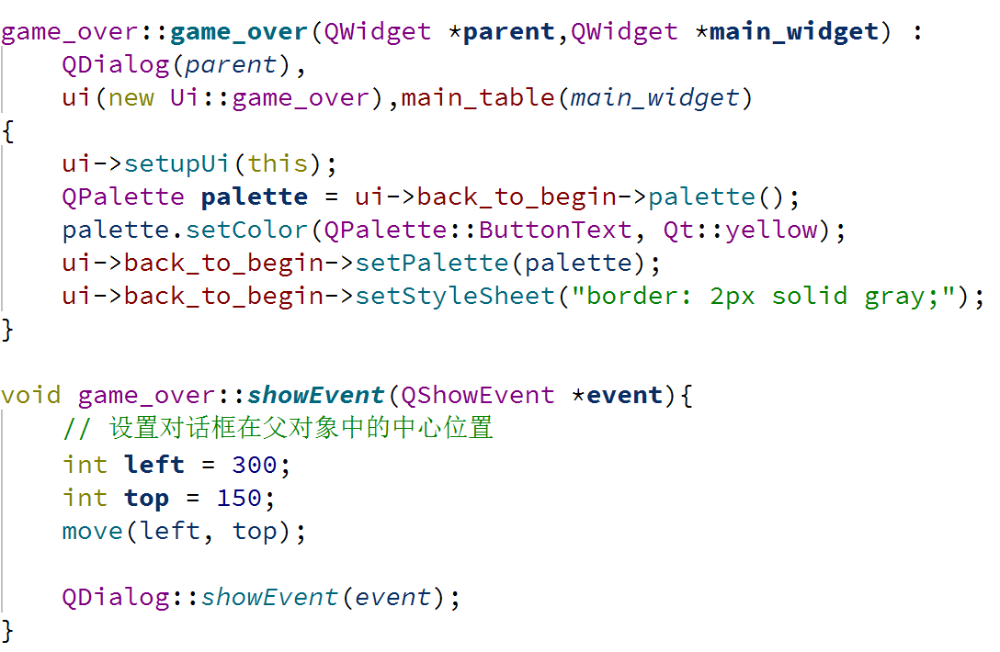 game_over::game_over(QWidget *parent,QWidget *main_widget) :
    QDialog(parent),
    ui(new Ui::game_over),main_table(main_widget)
{
    ui->setupUi(this);
    QPalette palette = ui->back_to_begin->palette();
    palette.setColor(QPalette::ButtonText, Qt::yellow);
    ui->back_to_begin->setPalette(palette);
    ui->back_to_begin->setStyleSheet("border: 2px solid gray;");
}

void game_over::showEvent(QShowEvent *event){
    // 设置对话框在父对象中的中心位置
    int left = 300;
    int top = 150;
    move(left, top);

    QDialog::showEvent(event);
}